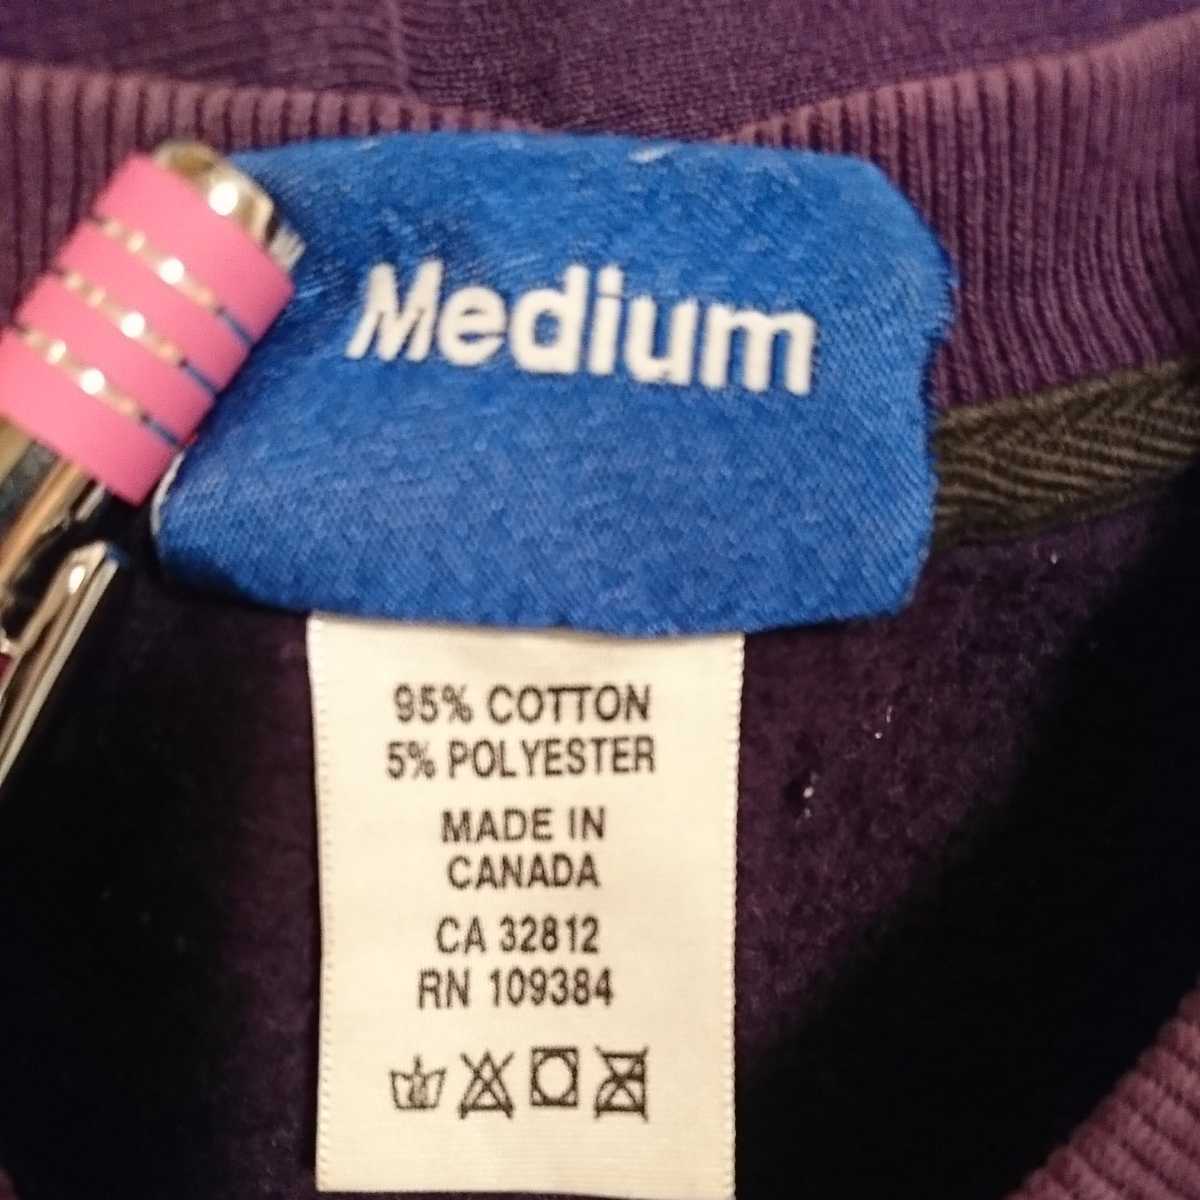 Medium
95% COTTON
5% POLYESTER
MADE IN
CANADA
CA 32812
RN 109384